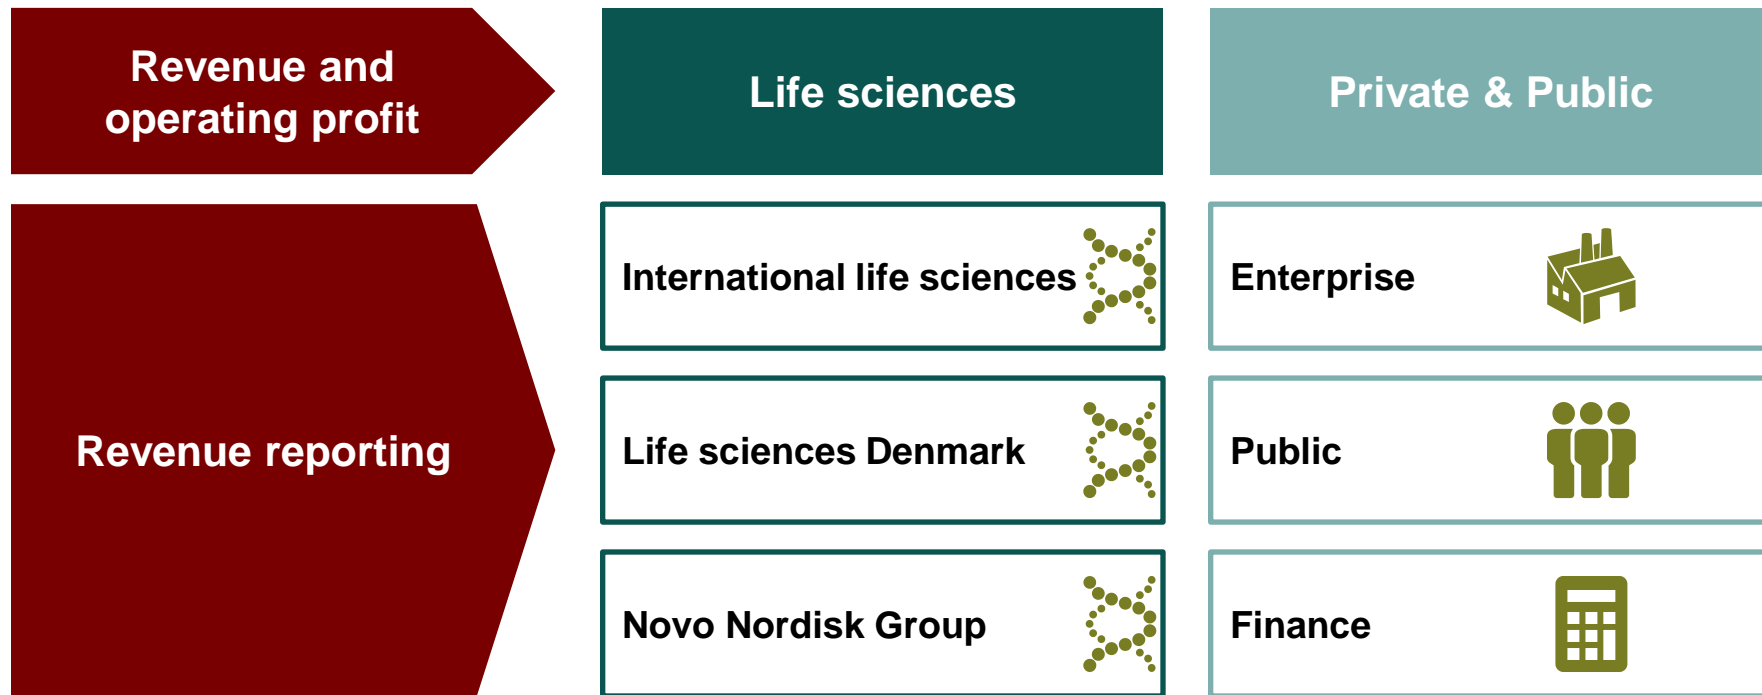 Revenue and
operating profit
Life sciences
Private & Public
Revenue reporting
International life sciences
Enterprise
Life sciences Denmark
Public
Novo Nordisk Group
Finance